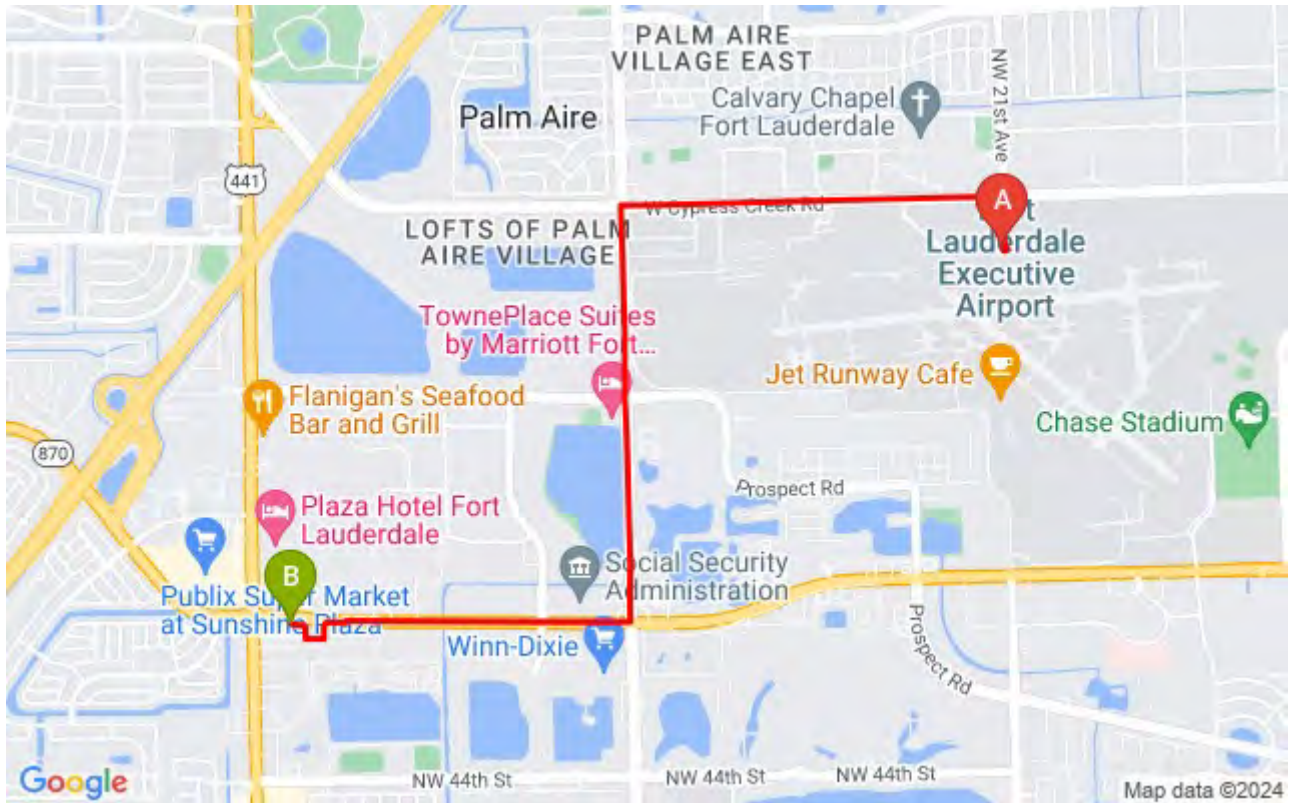 PALM AIRE
VILLAGE EAST
Calvary Chapel
Fort Lauderdale
NW 21st Ave
Palm Aire
441
W Cypress Creek Rd
A
LOFTS OF PALM
AIRE VILLAGE
Lauderdale
Executive
Airport
TownePlace Suites
by Marriott Fort...
Jet Runway Cafe
Flanigan's Seafood
Bar and Grill
Chase Stadium
870
Prospect Rd
Plaza Hotel Fort
Lauderdale
B
Social Security
Administration
Publix Super Market
at Sunshine Plaza
Winn-Dixie
Prospect Rd
NW 44th St
NW 44th St
NW 44th St
Google
Map data ©2024